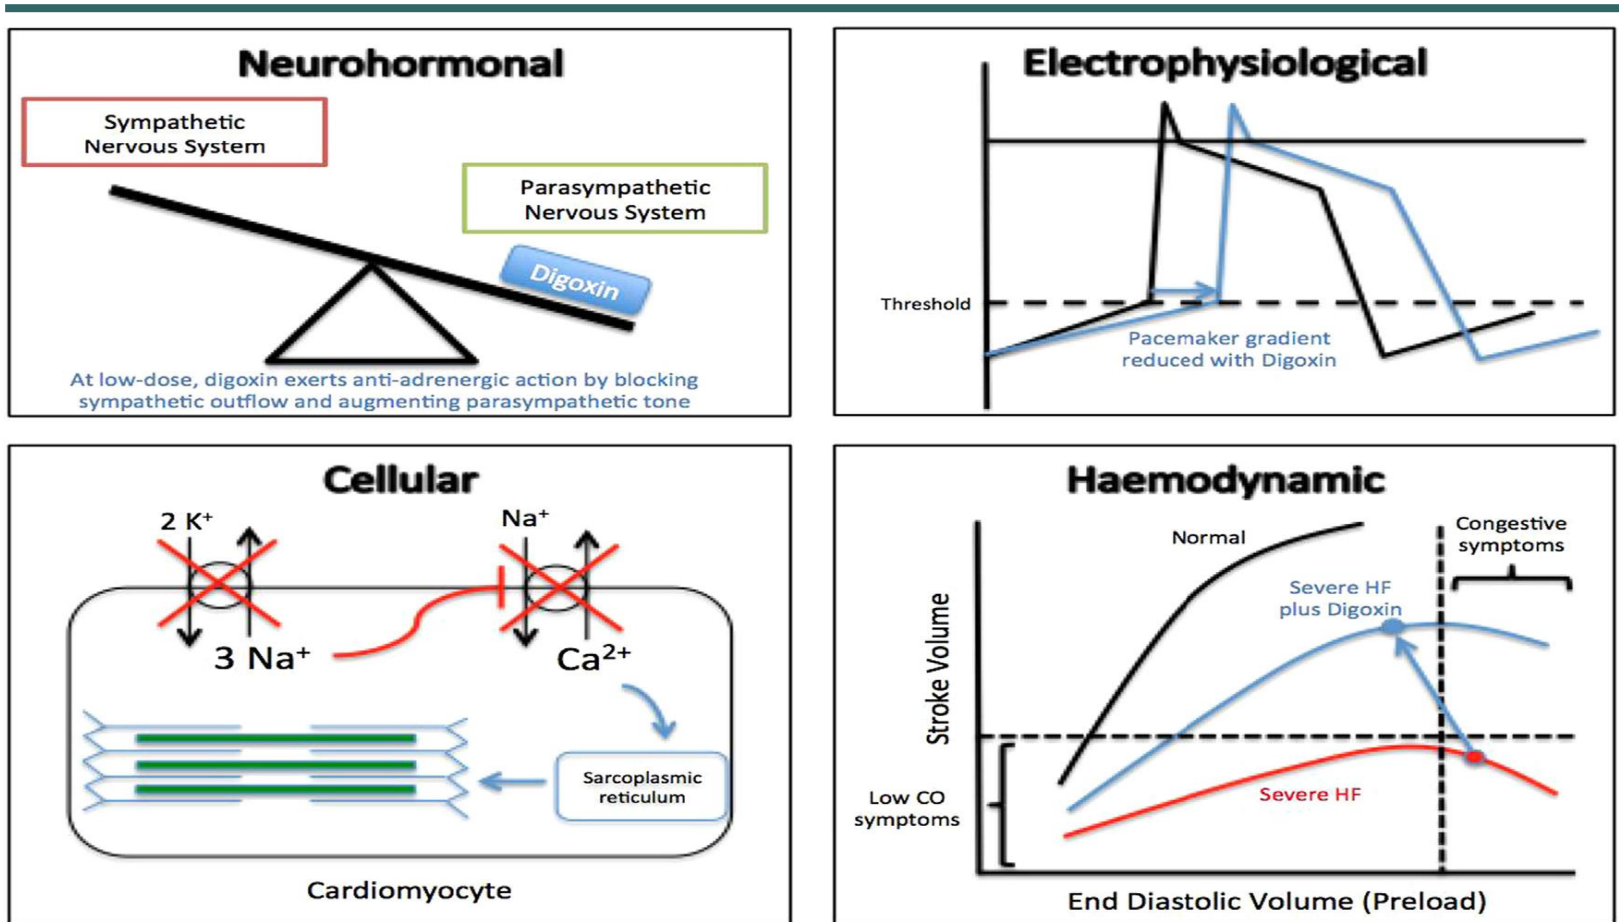 Neurohormonal
Sympathetic
Nervous System
Parasympathetic
Nervous System
Digoxin
At low-dose, digoxin exerts anti-adrenergic action by blocking
sympathetic outflow and augmenting parasympathetic tone
Electrophysiological
Threshold
Pacemaker gradient
reduced with Digoxin
Cellular
2 K⁺
Na⁺
3 Na⁺
Ca²⁺
Sarcoplasmic
reticulum
Cardiomyocyte
Haemodynamic
Normal
Congestive
symptoms
Severe HF
plus Digoxin
Stroke Volume
Severe HF
Low CO
symptoms
End Diastolic Volume (Preload)